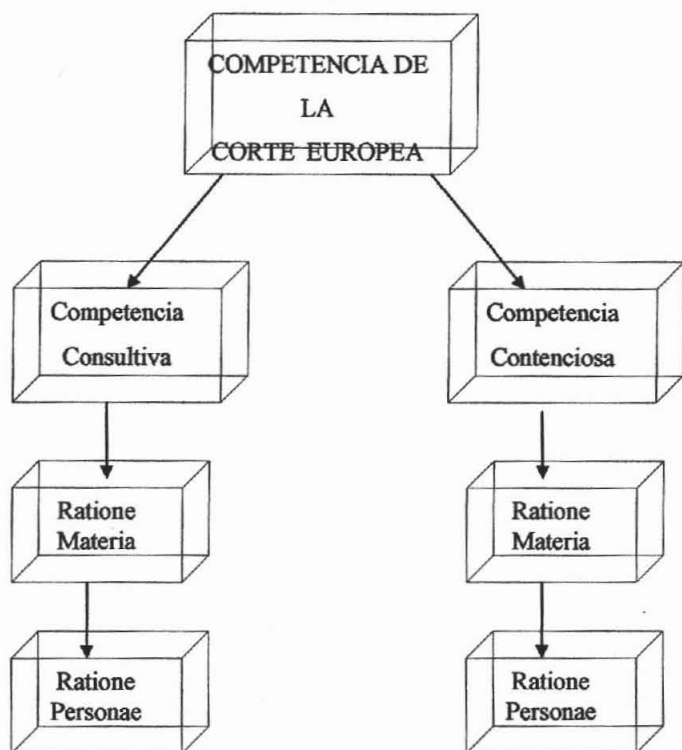 COMPETENCIA DE
LA
CORTE EUROPEA
Competencia
Consultiva
Competencia
Contenciosa
Ratione
Materia
Ratione
Materia
Ratione
Personae
Ratione
Personae